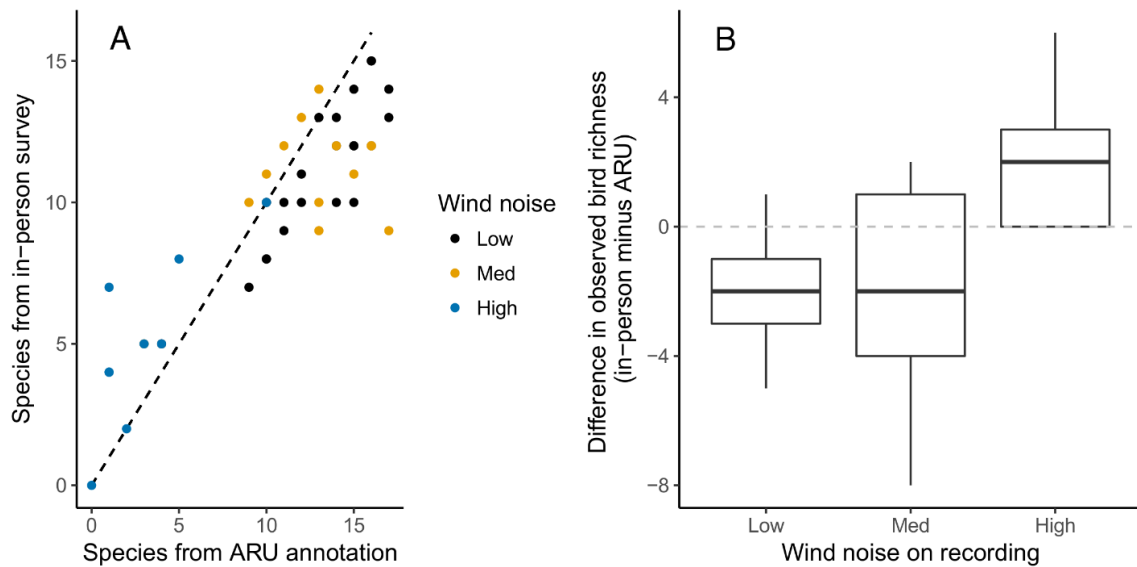 A
Species from in-person survey
15
10
5
0
0
5
10
15
Species from ARU annotation
Wind noise
Low
Med
High
B
Difference in observed bird richness
(in-person minus ARU)
4
0
−4
−8
Low
Med
High
Wind noise on recording